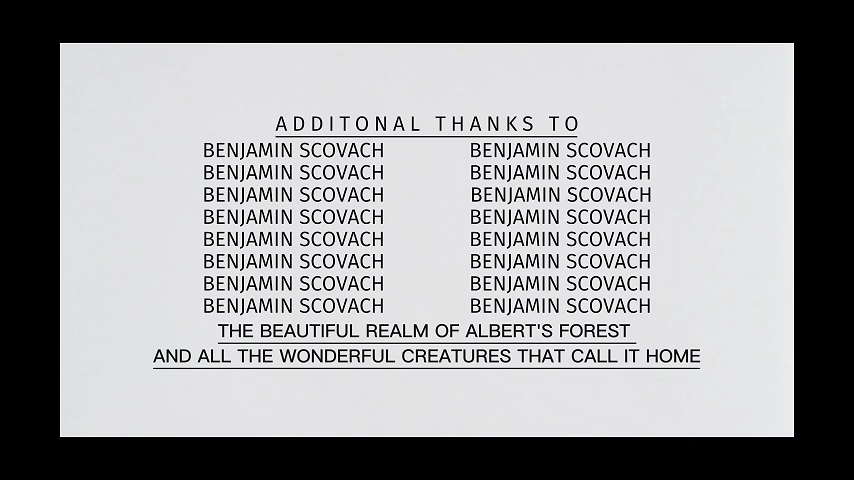 ADDITONAL THANKS TO
BENJAMIN SCOVACH BENJAMIN SCOVACH
BENJAMIN SCOVACH BENJAMIN SCOVACH
BENJAMIN SCOVACH BENJAMIN SCOVACH
BENJAMIN SCOVACH BENJAMIN SCOVACH
BENJAMIN SCOVACH BENJAMIN SCOVACH
BENJAMIN SCOVACH BENJAMIN SCOVACH
BENJAMIN SCOVACH BENJAMIN SCOVACH
BENJAMIN SCOVACH BENJAMIN SCOVACH
THE BEAUTIFUL REALM OF ALBERT'S FOREST
AND ALL THE WONDERFUL CREATURES THAT CALL IT HOME